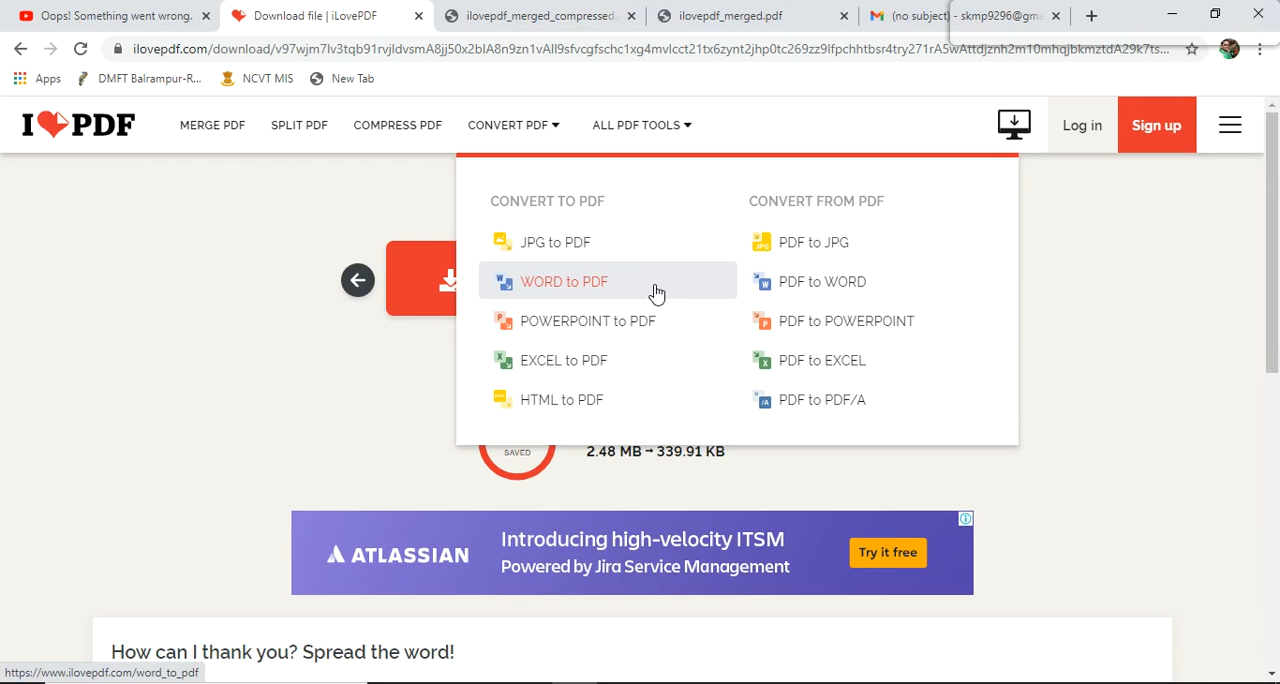 Oops! Something went wrong.
Download file | iLovePDF
ilovepdf_merged_compressed.
ilovepdf_merged.pdf
(no subject) - skmp9296@gma
Apps
DMFT Balrampur-R...
NCVT MIS
New Tab
I PDF
MERGE PDF
SPLIT PDF
COMPRESS PDF
CONVERT PDF
ALL PDF TOOLS
Log in
Sign up
CONVERT TO PDF
CONVERT FROM PDF
JPG to PDF
PDF to JPG
WORD to PDF
PDF to WORD
POWERPOINT to PDF
PDF to POWERPOINT
EXCEL to PDF
PDF to EXCEL
HTML to PDF
PDF to PDF/A
SAVED
2.48 MB → 339.91 KB
ATLASSIAN
Introducing high-velocity ITSM
Powered by Jira Service Management
Try it free
How can I thank you? Spread the word!
https://www.ilovepdf.com/word_to_pdf